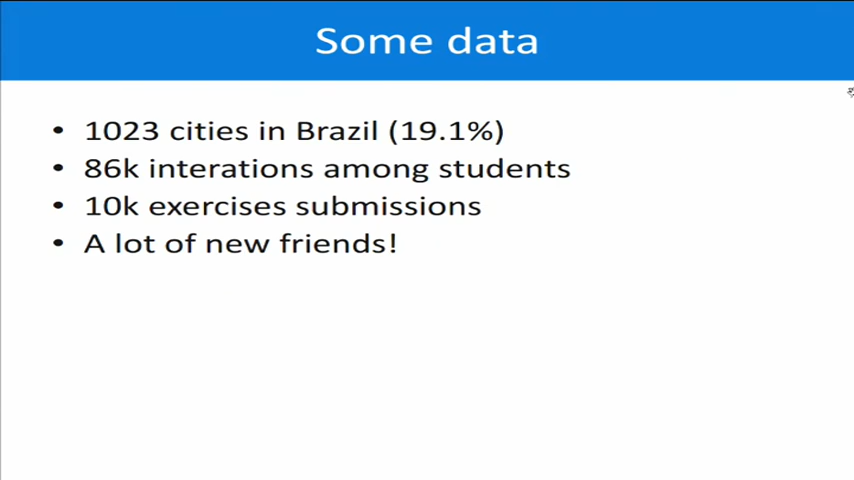 Some data
• 1023 cities in Brazil (19.1%)
• 86k interations among students
• 10k exercises submissions
• A lot of new friends!